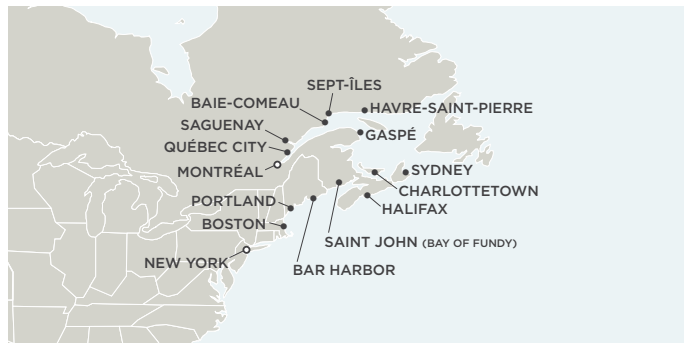 SEPT-ÎLES
BAIE-COMEAU
HAVRE-SAINT-PIERRE
SAGUENAY
GASPÉ
QUÉBEC CITY
MONTRÉAL
SYDNEY
CHARLOTTETOWN
PORTLAND
HALIFAX
BOSTON
SAINT JOHN (BAY OF FUNDY)
NEW YORK
BAR HARBOR